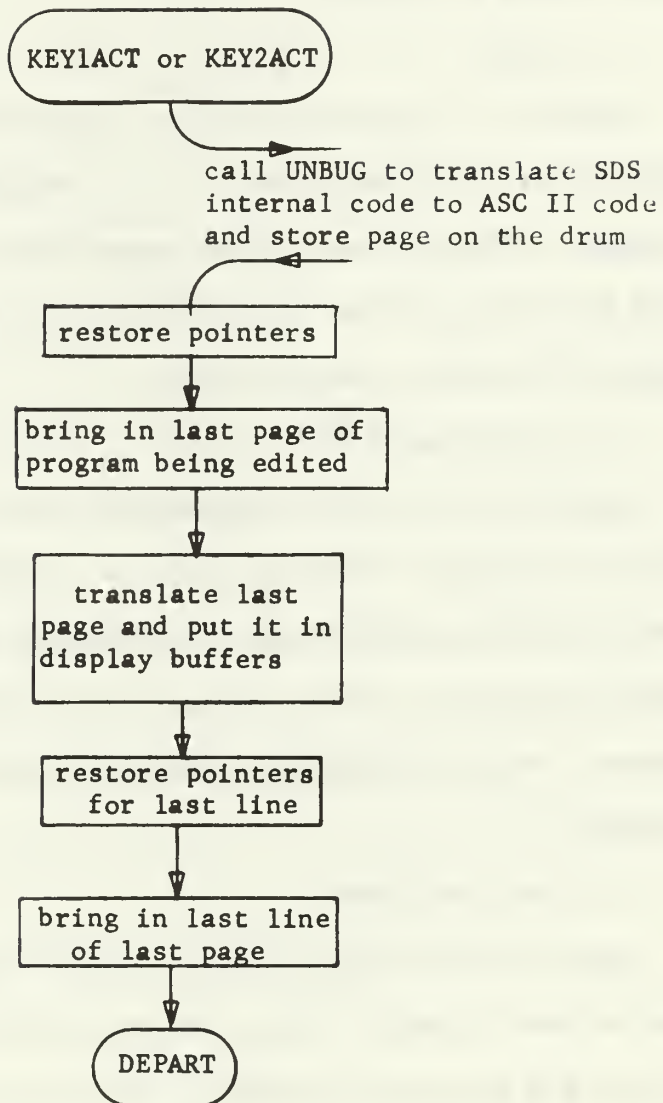 KEY1ACT or KEY2ACT
call UNBUG to translate SDS
internal code to ASC II code
and store page on the drum
restore pointers
bring in last page of
program being edited
translate last
page and put it in
display buffers
restore pointers
for last line
bring in last line
of last page
DEPART